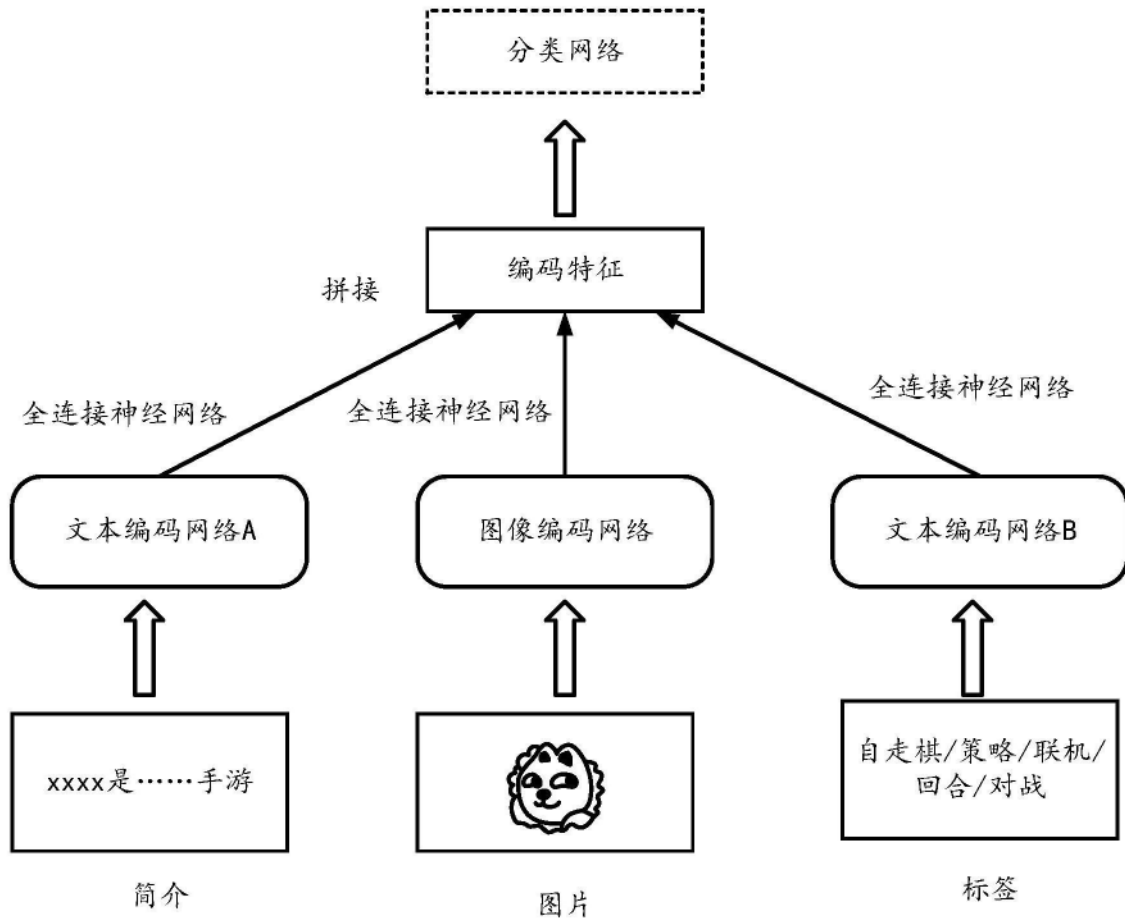 分类网络
编码特征
拼接
全连接神经网络
全连接神经网络
全连接神经网络
文本编码网络A
图像编码网络
文本编码网络B
xxxx是……手游
自走棋/策略/联机/
回合/对战
简介
图片
标签